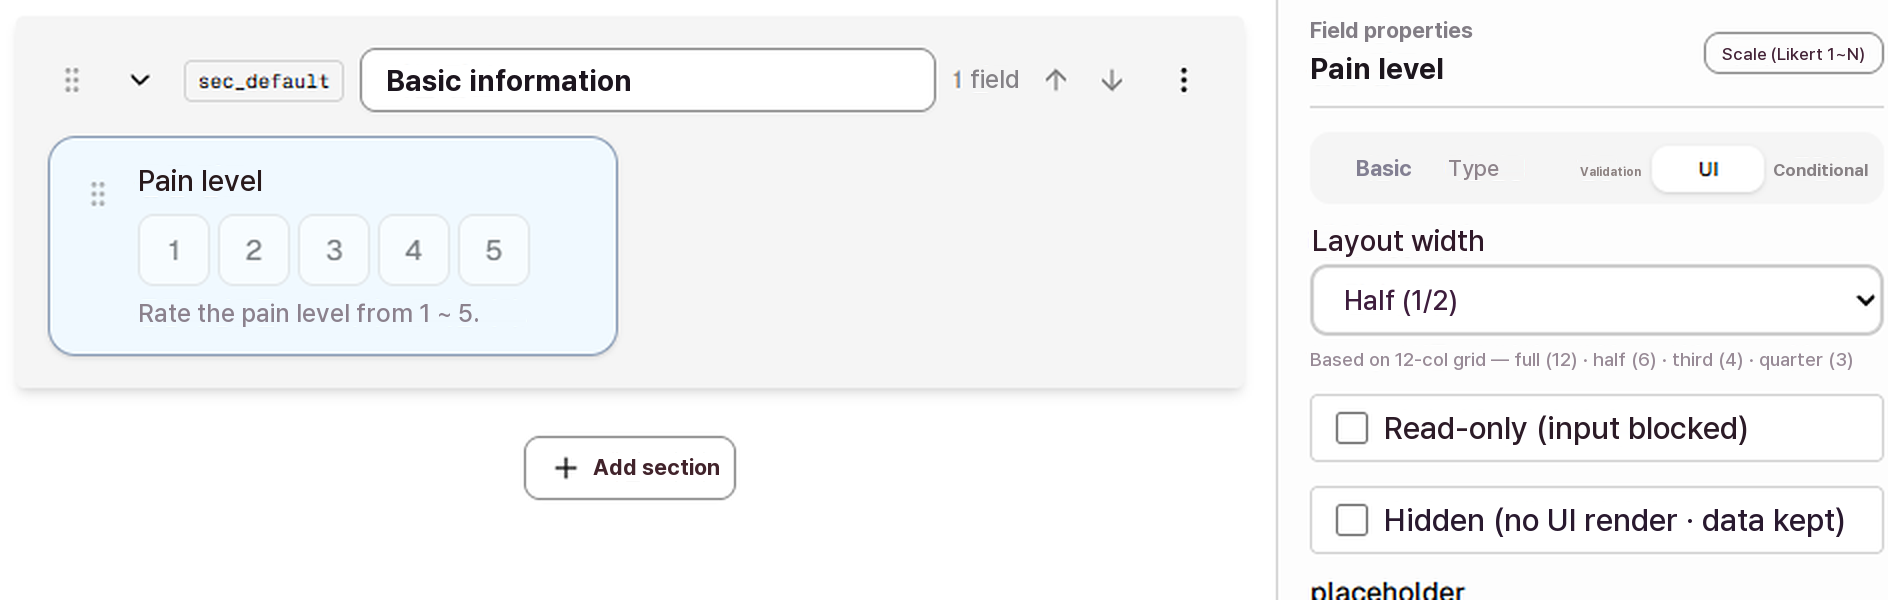 sec_default
Basic information
1 field
Pain level
1 2 3 4 5
Rate the pain level from 1 ~ 5.
Add section
Field properties
Pain level
Scale (Likert 1~N)
Basic Type Validation UI Conditional
Layout width
Half (1/2)
Based on 12-col grid — full (12) · half (6) · third (4) · quarter (3)
Read-only (input blocked)
Hidden (no UI render · data kept)
placeholder